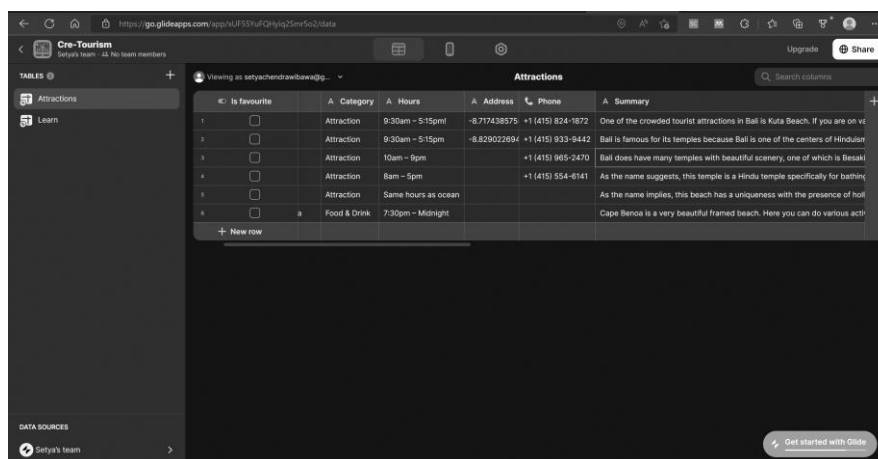 https://go.glideapps.com/app/xUFSSYuFQHyiq2Smr5o2/data
Cre-Tourism
Setya's team · No team members
Upgrade
Share
TABLES
Viewing as setyachendrawibawa@g...
Attractions
Search columns
Attractions
Learn
Is favourite
A Category
A Hours
A Address
Phone
A Summary
1 Attraction 9:30am – 5:15pm! -8.717438575 +1 (415) 824-1872 One of the crowded tourist attractions in Bali is Kuta Beach. If you are on va
2 Attraction 9:30am – 5:15pm -8.829022694 +1 (415) 933-9442 Bali is famous for its temples because Bali is one of the centers of Hinduism
3 Attraction 10am – 9pm +1 (415) 965-2470 Bali does have many temples with beautiful scenery, one of which is Besaki
4 Attraction 8am – 5pm +1 (415) 554-6141 As the name suggests, this temple is a Hindu temple specifically for bathing
5 Attraction Same hours as ocean As the name implies, this beach has a uniqueness with the presence of holl
6 a Food & Drink 7:30pm – Midnight Cape Benoa is a very beautiful framed beach. Here you can do various activ
+ New row
DATA SOURCES
Setya's team
Get started with Glide